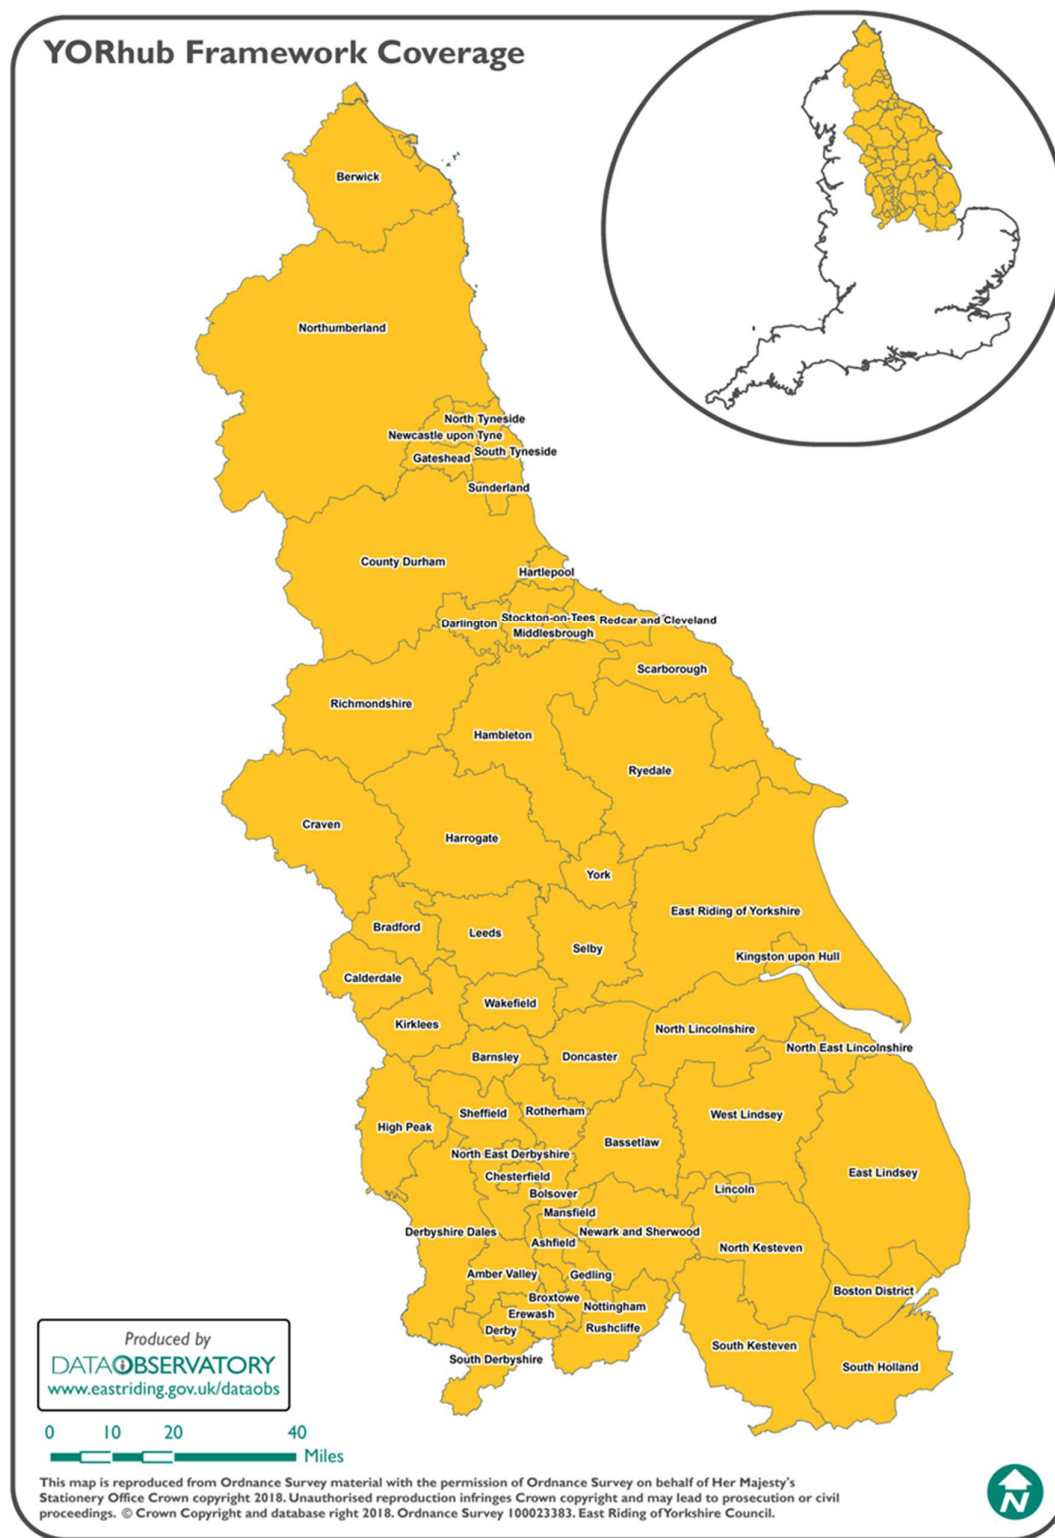 YORhub Framework Coverage
Berwick
Northumberland
North Tyneside
Newcastle upon Tyne
South Tyneside
Gateshead
Sunderland
County Durham
Hartlepool
Stockton-on-Tees
Redcar and Cleveland
Darlington
Middlesbrough
Scarborough
Richmondshire
Hambleton
Ryedale
Craven
Harrogate
York
East Riding of Yorkshire
Bradford
Leeds
Selby
Kingston upon Hull
Calderdale
Wakefield
Kirklees
North Lincolnshire
North East Lincolnshire
Barnsley
Doncaster
Sheffield
Rotherham
West Lindsey
High Peak
Bassetlaw
North East Derbyshire
East Lindsey
Chesterfield
Lincoln
Bolsover
Mansfield
Derbyshire Dales
Newark and Sherwood
Ashfield
North Kesteven
Amber Valley
Gedling
Boston District
Broxtowe
Nottingham
Erewash
Derby
Rushcliffe
South Kesteven
South Derbyshire
South Holland
Produced by
DATA OBSERVATORY
www.eastriding.gov.uk/dataobs
0 10 20 40
Miles
This map is reproduced from Ordnance Survey material with the permission of Ordnance Survey on behalf of Her Majesty's
Stationery Office Crown copyright 2018. Unauthorised reproduction infringes Crown copyright and may lead to prosecution or civil
proceedings. © Crown Copyright and database right 2018. Ordnance Survey 100023383. East Riding of Yorkshire Council.
N